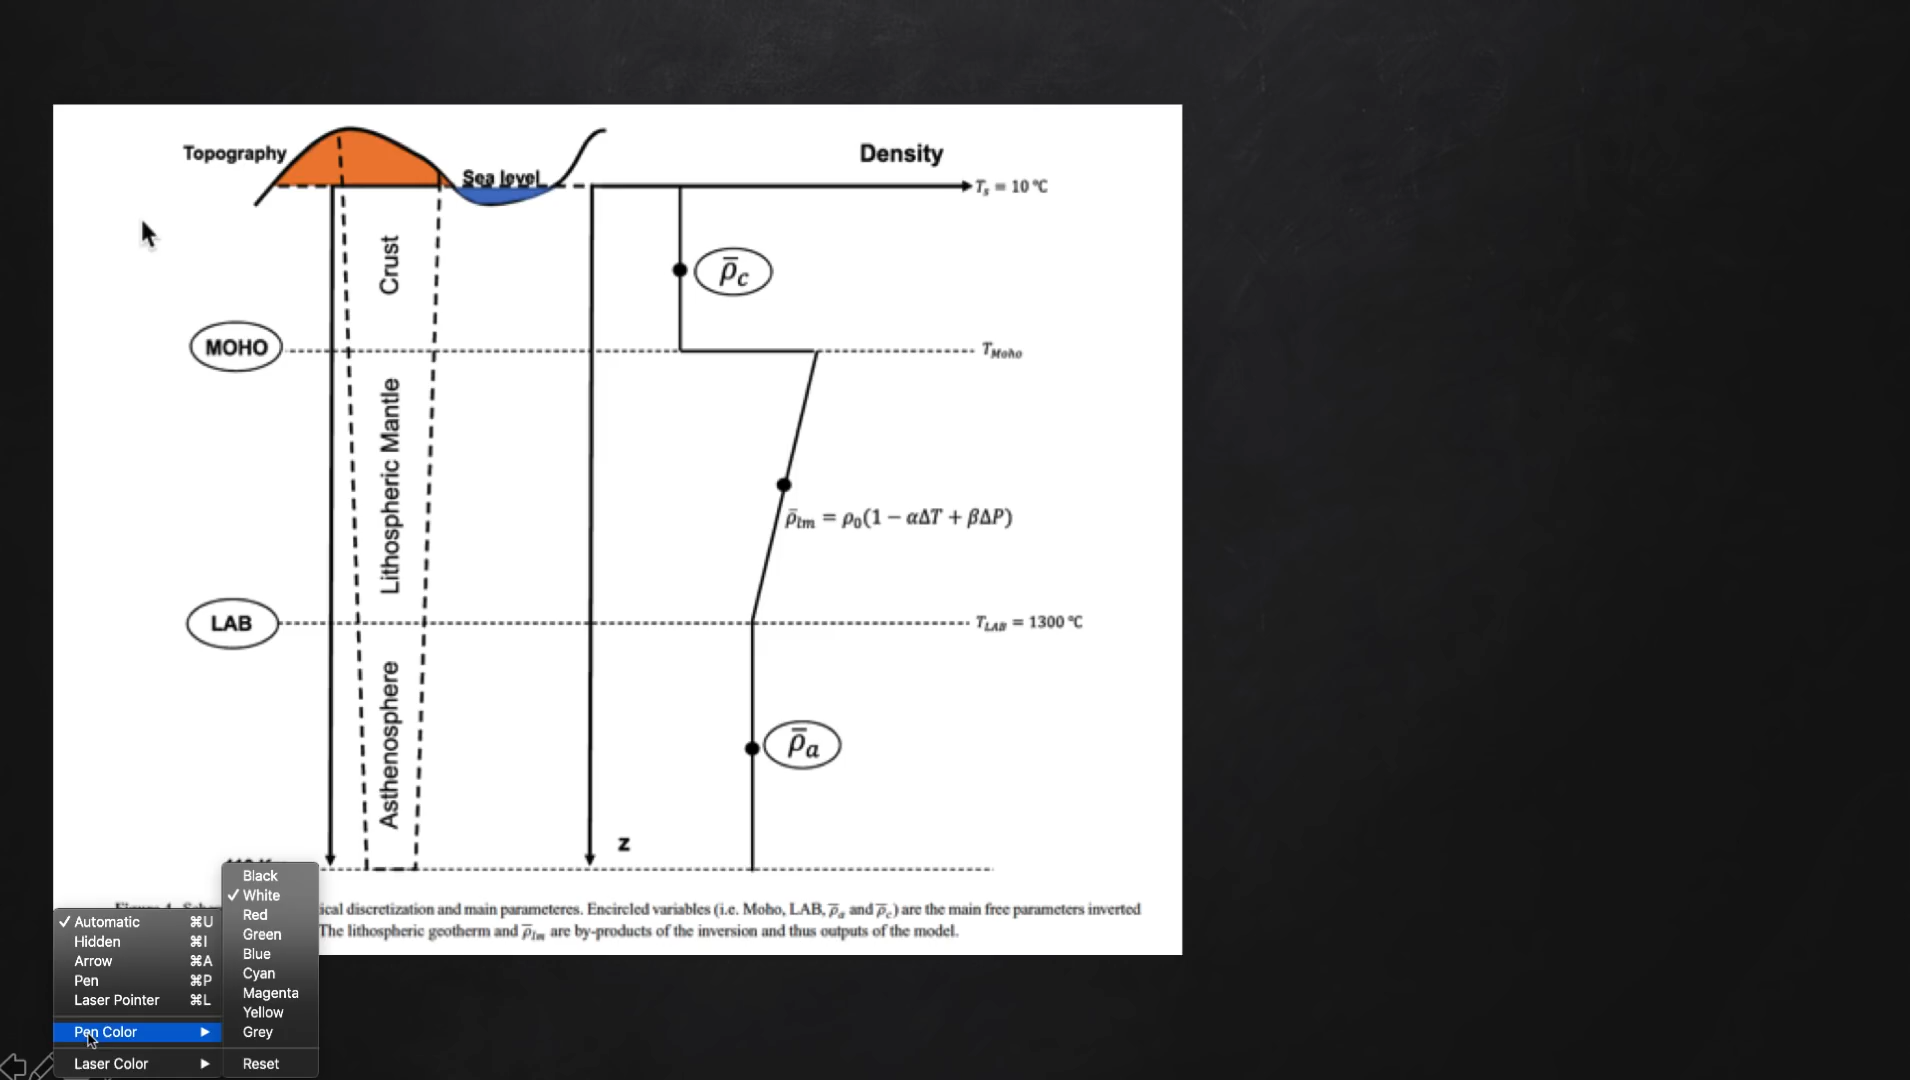 Topography
Sea level
Density
Tₛ = 10 °C
Crust
ρ̄c
MOHO
T_Moho
Lithospheric Mantle
ρ̄lm = ρ₀(1 − αΔT + βΔP)
LAB
T_LAB = 1300 °C
Asthenosphere
ρ̄a
z
ical discretization and main parameteres. Encircled variables (i.e. Moho, LAB, ρ̄a and ρ̄c) are the main free parameters inverted
The lithospheric geotherm and ρ̄lm are by-products of the inversion and thus outputs of the model.
✓ Automatic ⌘U
Hidden ⌘I
Arrow ⌘A
Pen ⌘P
Laser Pointer ⌘L
Pen Color ▶
Laser Color ▶
Black
✓ White
Red
Green
Blue
Cyan
Magenta
Yellow
Grey
Reset